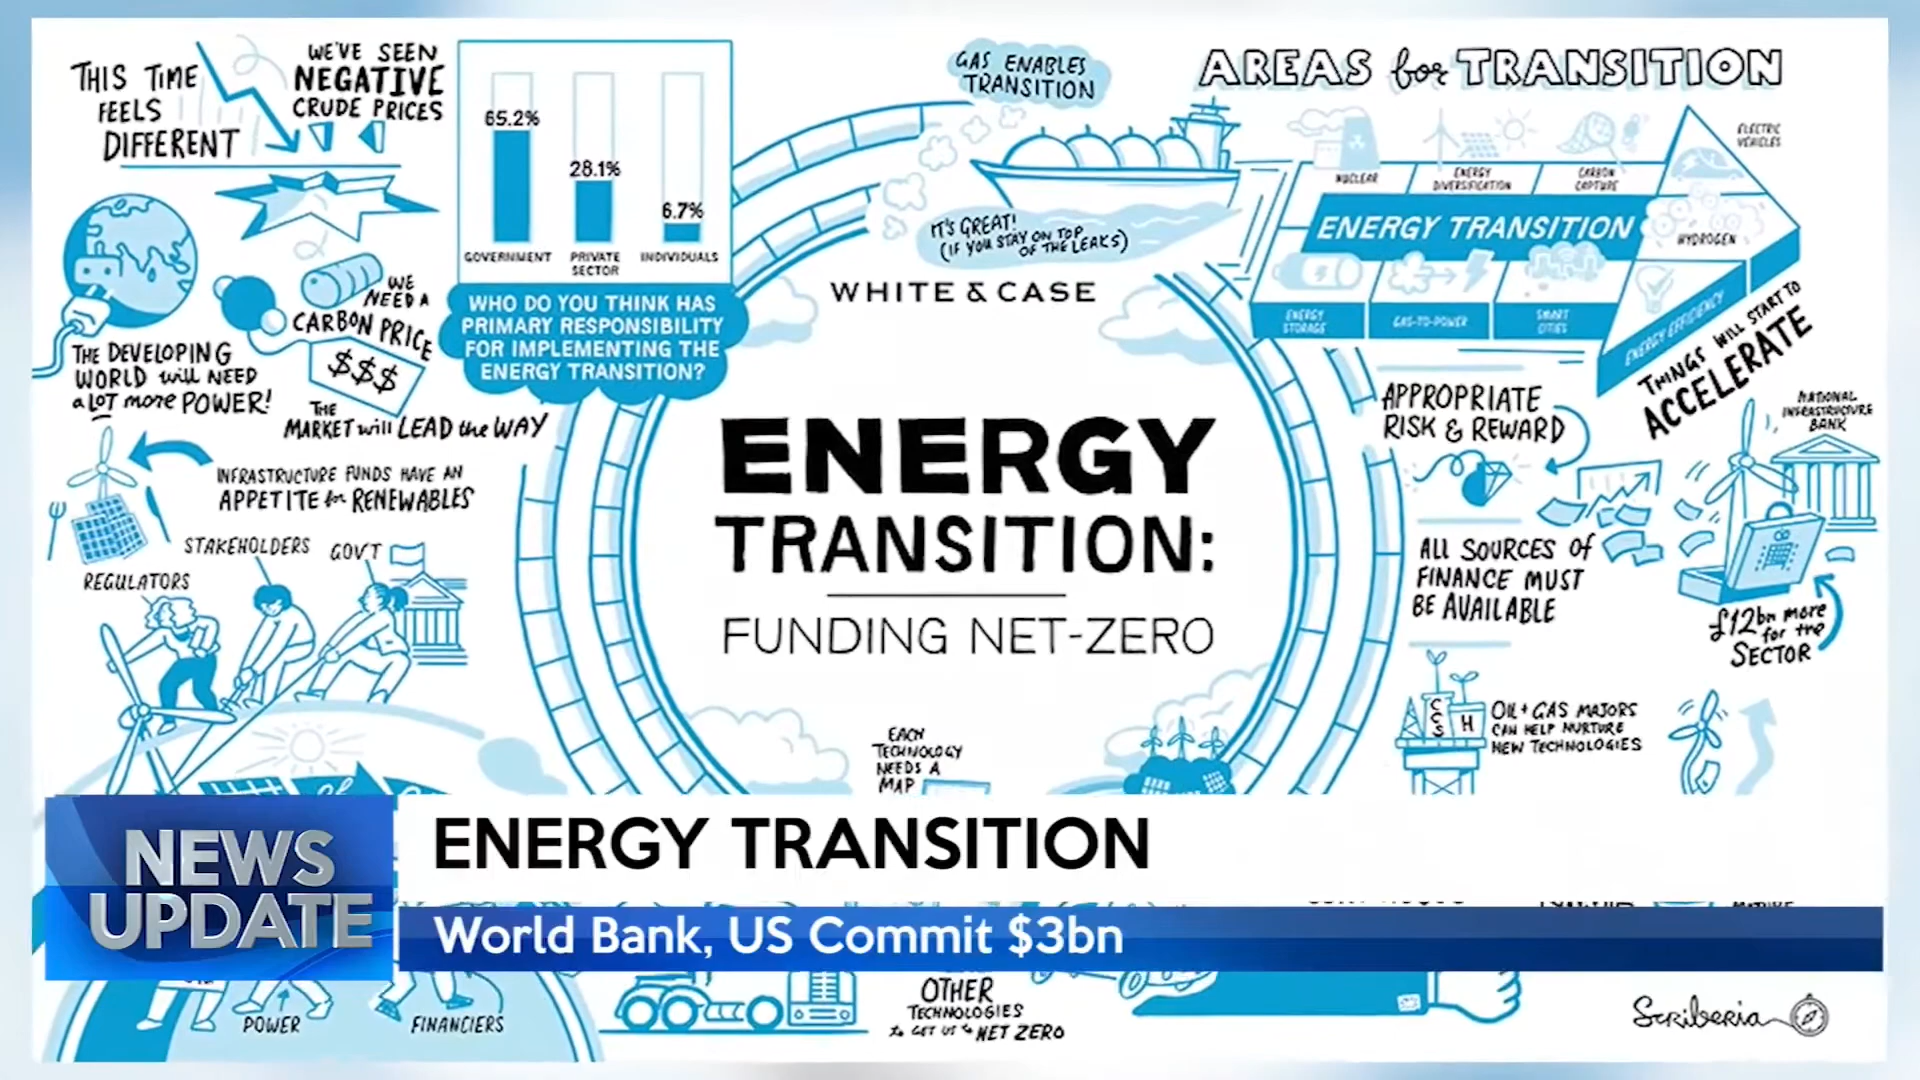 THIS TIME
FEELS
DIFFERENT
WE'VE SEEN
NEGATIVE
CRUDE PRICES
65.2%
28.1%
6.7%
GOVERNMENT
PRIVATE
SECTOR
INDIVIDUALS
WHO DO YOU THINK HAS
PRIMARY RESPONSIBILITY
FOR IMPLEMENTING THE
ENERGY TRANSITION?
GAS ENABLES
TRANSITION
IT'S GREAT!
(IF YOU STAY ON TOP
OF THE LEAKS)
WHITE & CASE
AREAS for TRANSITION
ELECTRIC
VEHICLES
NUCLEAR
ENERGY
DIVERSIFICATION
CARBON
CAPTURE
ENERGY TRANSITION
HYDROGEN
ENERGY
STORAGE
GAS-TO-POWER
SMART
CITIES
ENERGY EFFICIENCY
THINGS WILL START TO
ACCELERATE
WE
NEED A
CARBON PRICE
$$$
THE DEVELOPING
WORLD will NEED
a LOT more POWER!
THE
MARKET will LEAD the WAY
INFRASTRUCTURE FUNDS HAVE AN
APPETITE for RENEWABLES
STAKEHOLDERS
GOV'T
REGULATORS
ENERGY
TRANSITION:
FUNDING NET-ZERO
APPROPRIATE
RISK & REWARD
NATIONAL
INFRASTRUCTURE
BANK
ALL SOURCES OF
FINANCE MUST
BE AVAILABLE
£12bn more
for the
SECTOR
CCS
H
OIL + GAS MAJORS
CAN HELP NURTURE
NEW TECHNOLOGIES
EACH
TECHNOLOGY
NEEDS A
MAP
NEWS
UPDATE
ENERGY TRANSITION
World Bank, US Commit $3bn
POWER
FINANCIERS
OTHER
TECHNOLOGIES
to GET US to NET ZERO
Scriberia